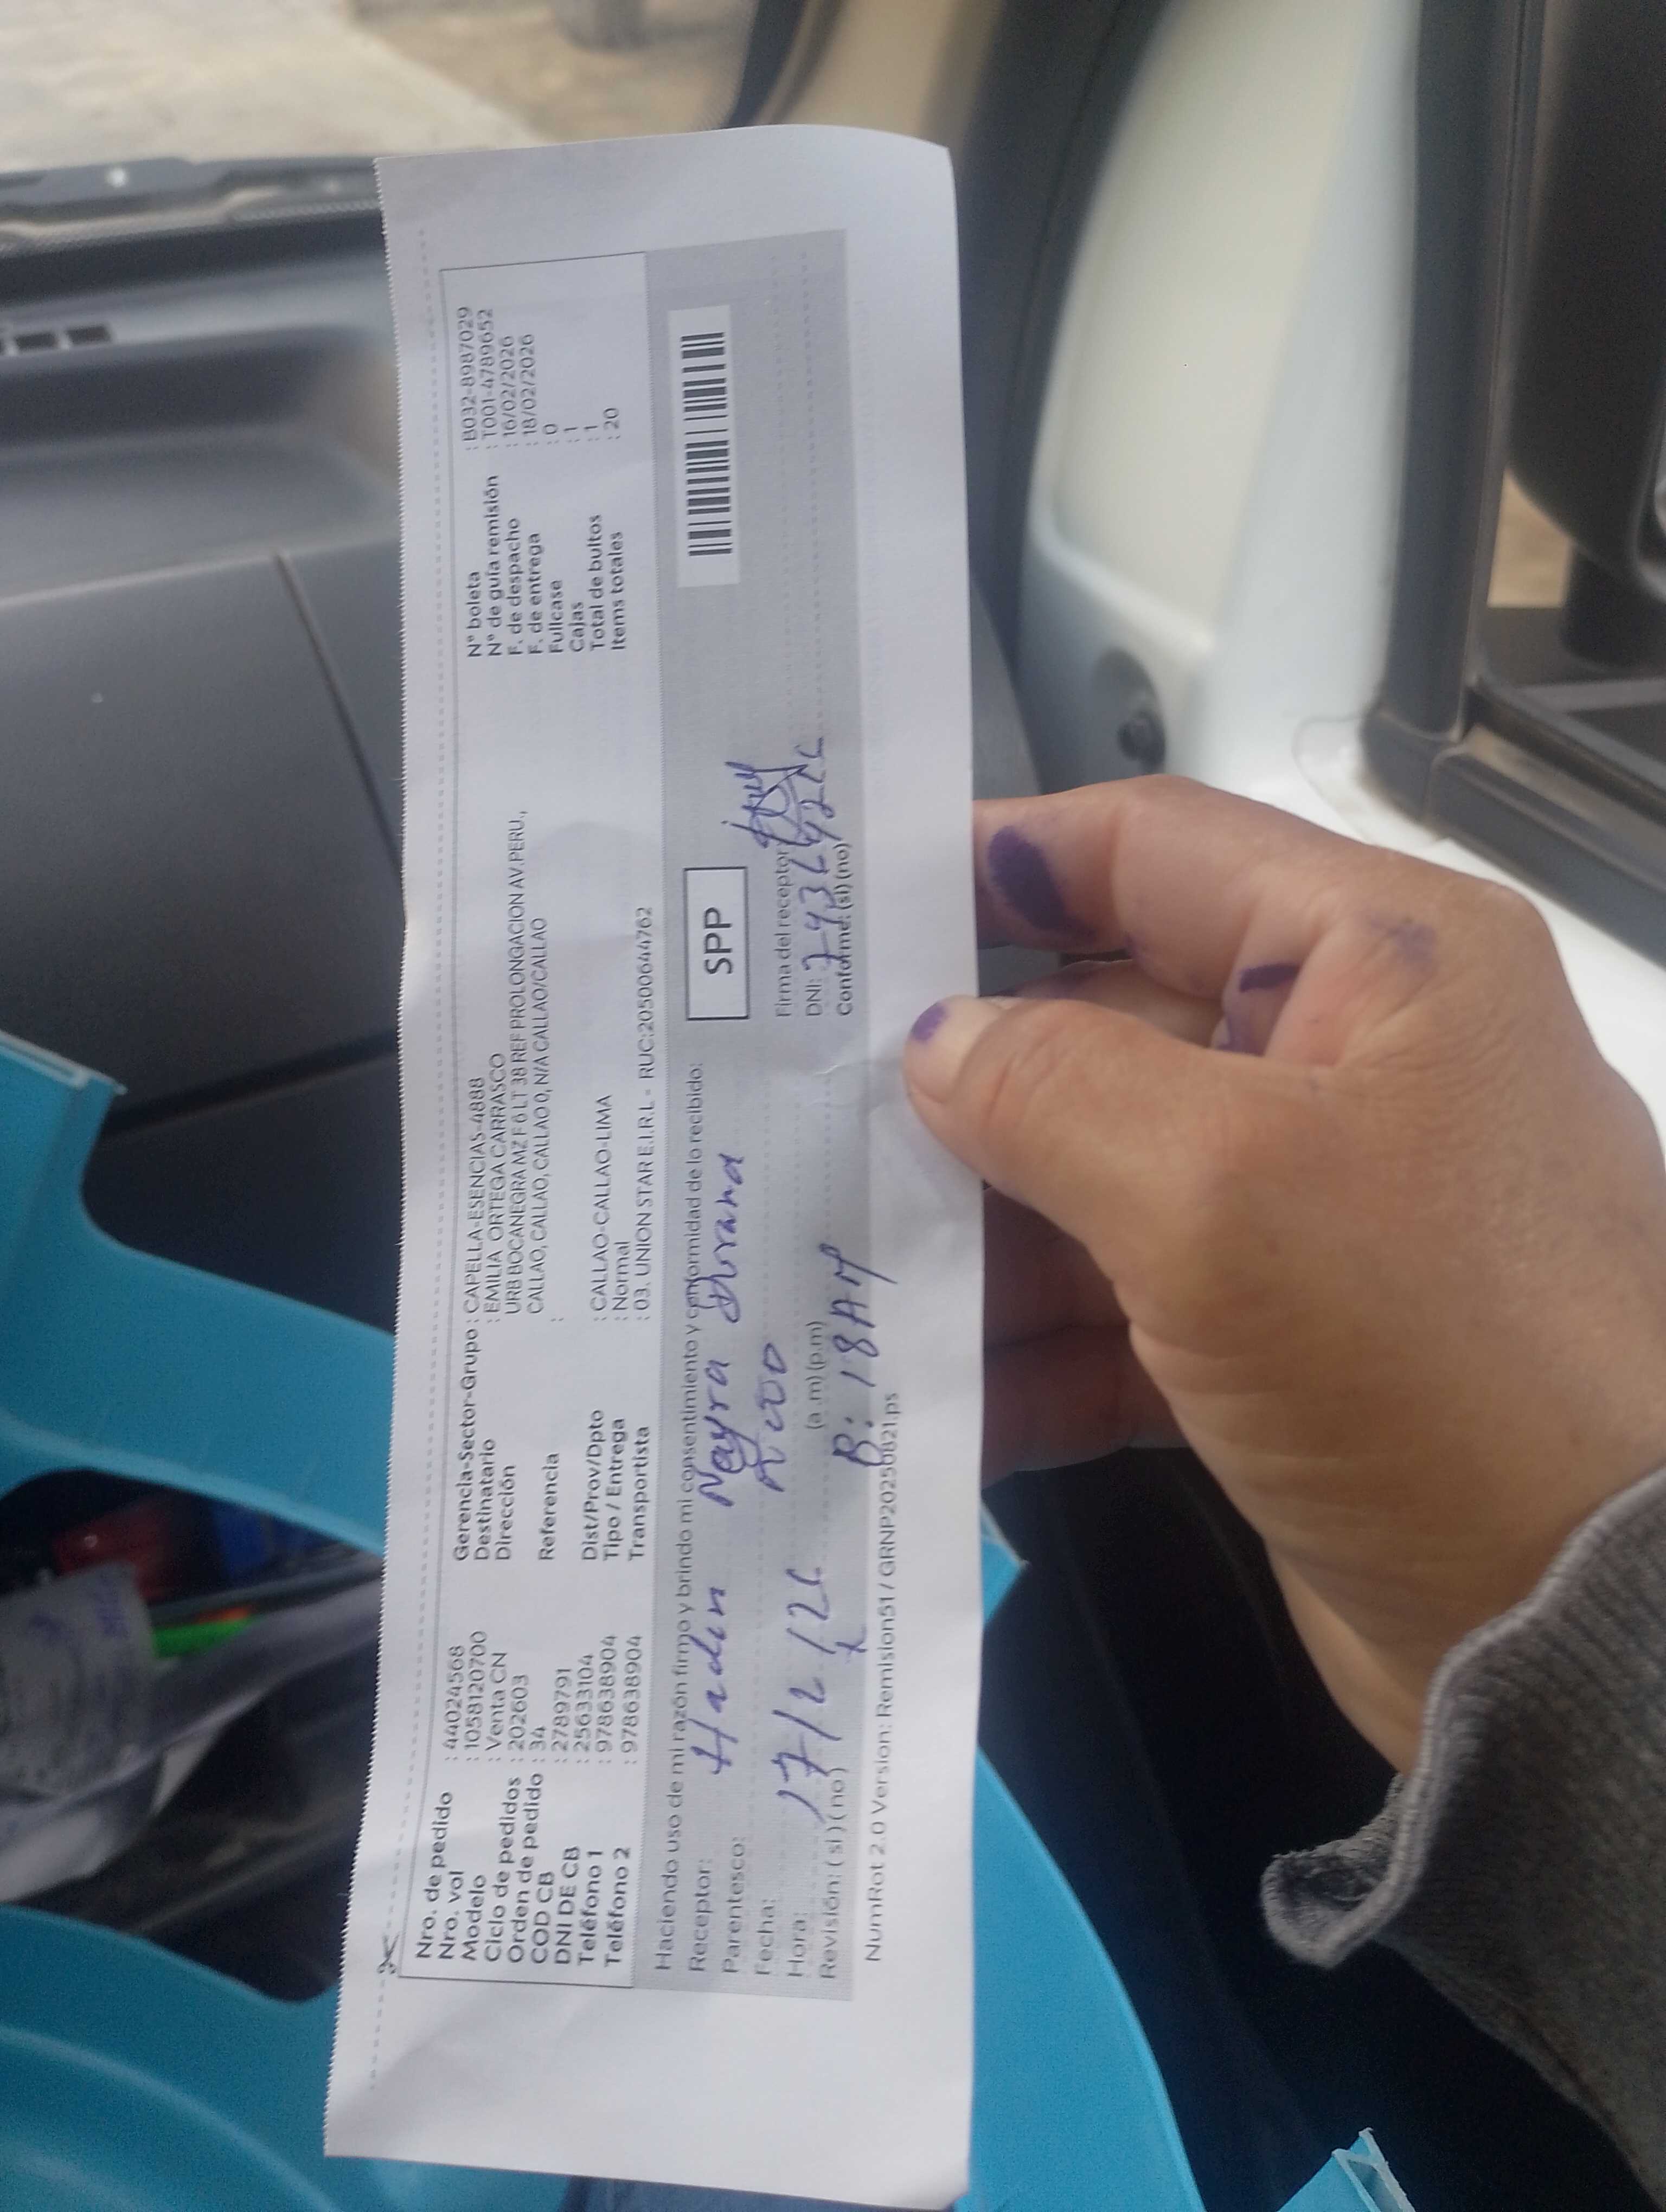 Nro. de pedido : 44024568
Nro. vol : 1058120700
Modelo : Venta CN
Ciclo de pedidos : 202603
Orden de pedido : 34
COD CB : 2789791
DNI DE CB : 25633104
Teléfono 1 : 978638904
Teléfono 2 : 978638904
Gerencia-Sector-Grupo : CAPELLA-ESENCIAS-4888
Destinatario : EMILIA ORTEGA CARRASCO
Dirección URB BOCANEGRA MZ F6 LT 38 REF PROLONGACION AV.PERU.,
CALLAO, CALLAO, CALLAO 0, N/A CALLAO/CALLAO
Referencia :
Dist/Prov/Dpto : CALLAO-CALLAO-LIMA
Tipo / Entrega : Normal
Transportista : 03. UNION STAR E.I.R.L - RUC:20500644762
N° boleta : B032-8987029
N° de guía remisión : T001-4789652
F. de despacho : 16/02/2026
F. de entrega : 18/02/2026
Fullcase : 0
Cajas : 1
Total de bultos : 1
Items totales : 20
Haciendo uso de mi razón firmo y brindo mi consentimiento y conformidad de lo recibido:
Receptor: Neyra
Parentesco:
Fecha: 17/2/26
Hora: (a.m) (p.m)
Revisión: ( si ) ( no ) :18 AM
SPP
Firma del receptor
DNI:
Conforme: (si) (no)
NumRot 2.0 Version: Remision51 / GRNP20250821.ps